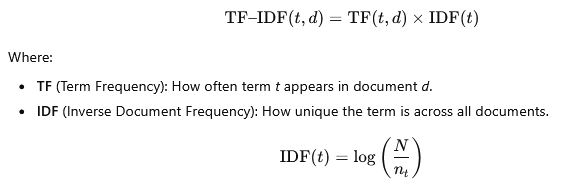 TF–IDF(t, d) = TF(t, d) × IDF(t)
Where:
• TF (Term Frequency): How often term t appears in document d.
• IDF (Inverse Document Frequency): How unique the term is across all documents.
IDF(t) = log (N / n_t)